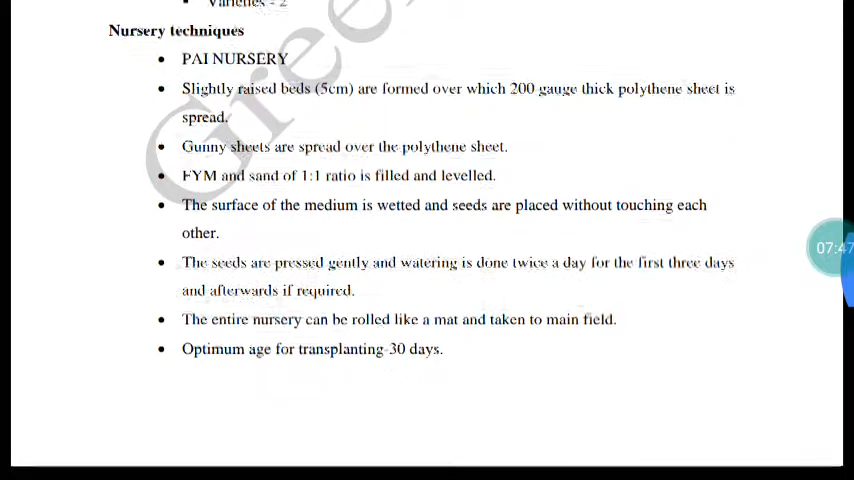 Varieties - 2
Nursery techniques
• PAI NURSERY
• Slightly raised beds (5cm) are formed over which 200 gauge thick polythene sheet is
spread.
• Gunny sheets are spread over the polythene sheet.
• FYM and sand of 1:1 ratio is filled and levelled.
• The surface of the medium is wetted and seeds are placed without touching each
other.
• The seeds are pressed gently and watering is done twice a day for the first three days
and afterwards if required.
• The entire nursery can be rolled like a mat and taken to main field.
• Optimum age for transplanting-30 days.
Gree
07:47